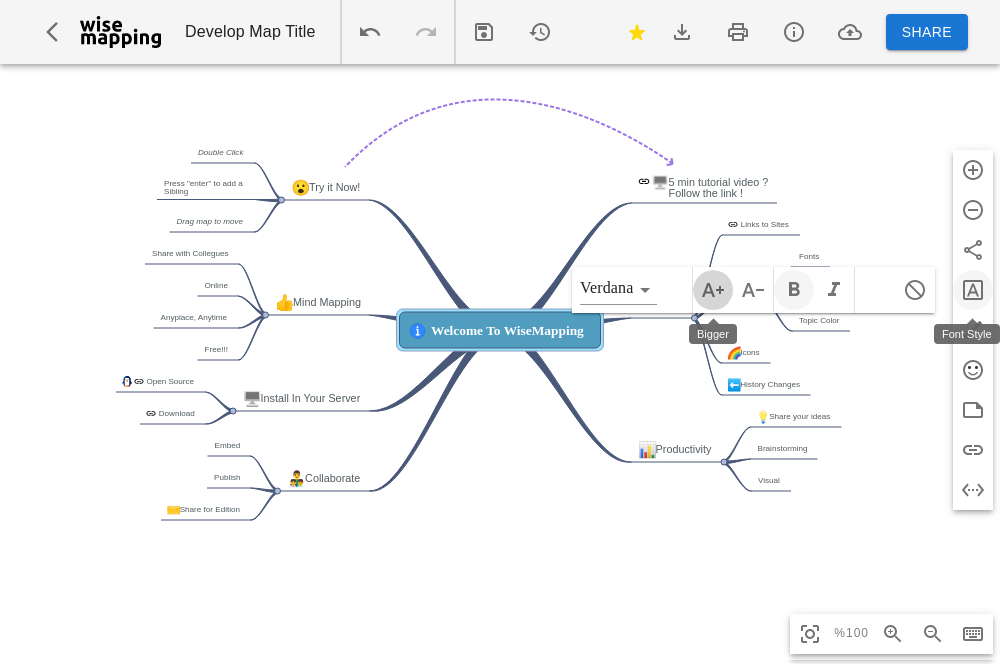 wise
mapping
Develop Map Title
SHARE
Double Click
Press "enter" to add a
Sibling
Drag map to move
Try it Now!
5 min tutorial video ?
Follow the link !
Links to Sites
Fonts
Share with Collegues
Online
Anyplace, Anytime
Free!!!
Mind Mapping
Verdana
A+
A−
B
I
A
Topic Color
Bigger
Font Style
Welcome To WiseMapping
Icons
History Changes
Open Source
Download
Install In Your Server
Share your ideas
Brainstorming
Visual
Productivity
Embed
Publish
Share for Edition
Collaborate
%100